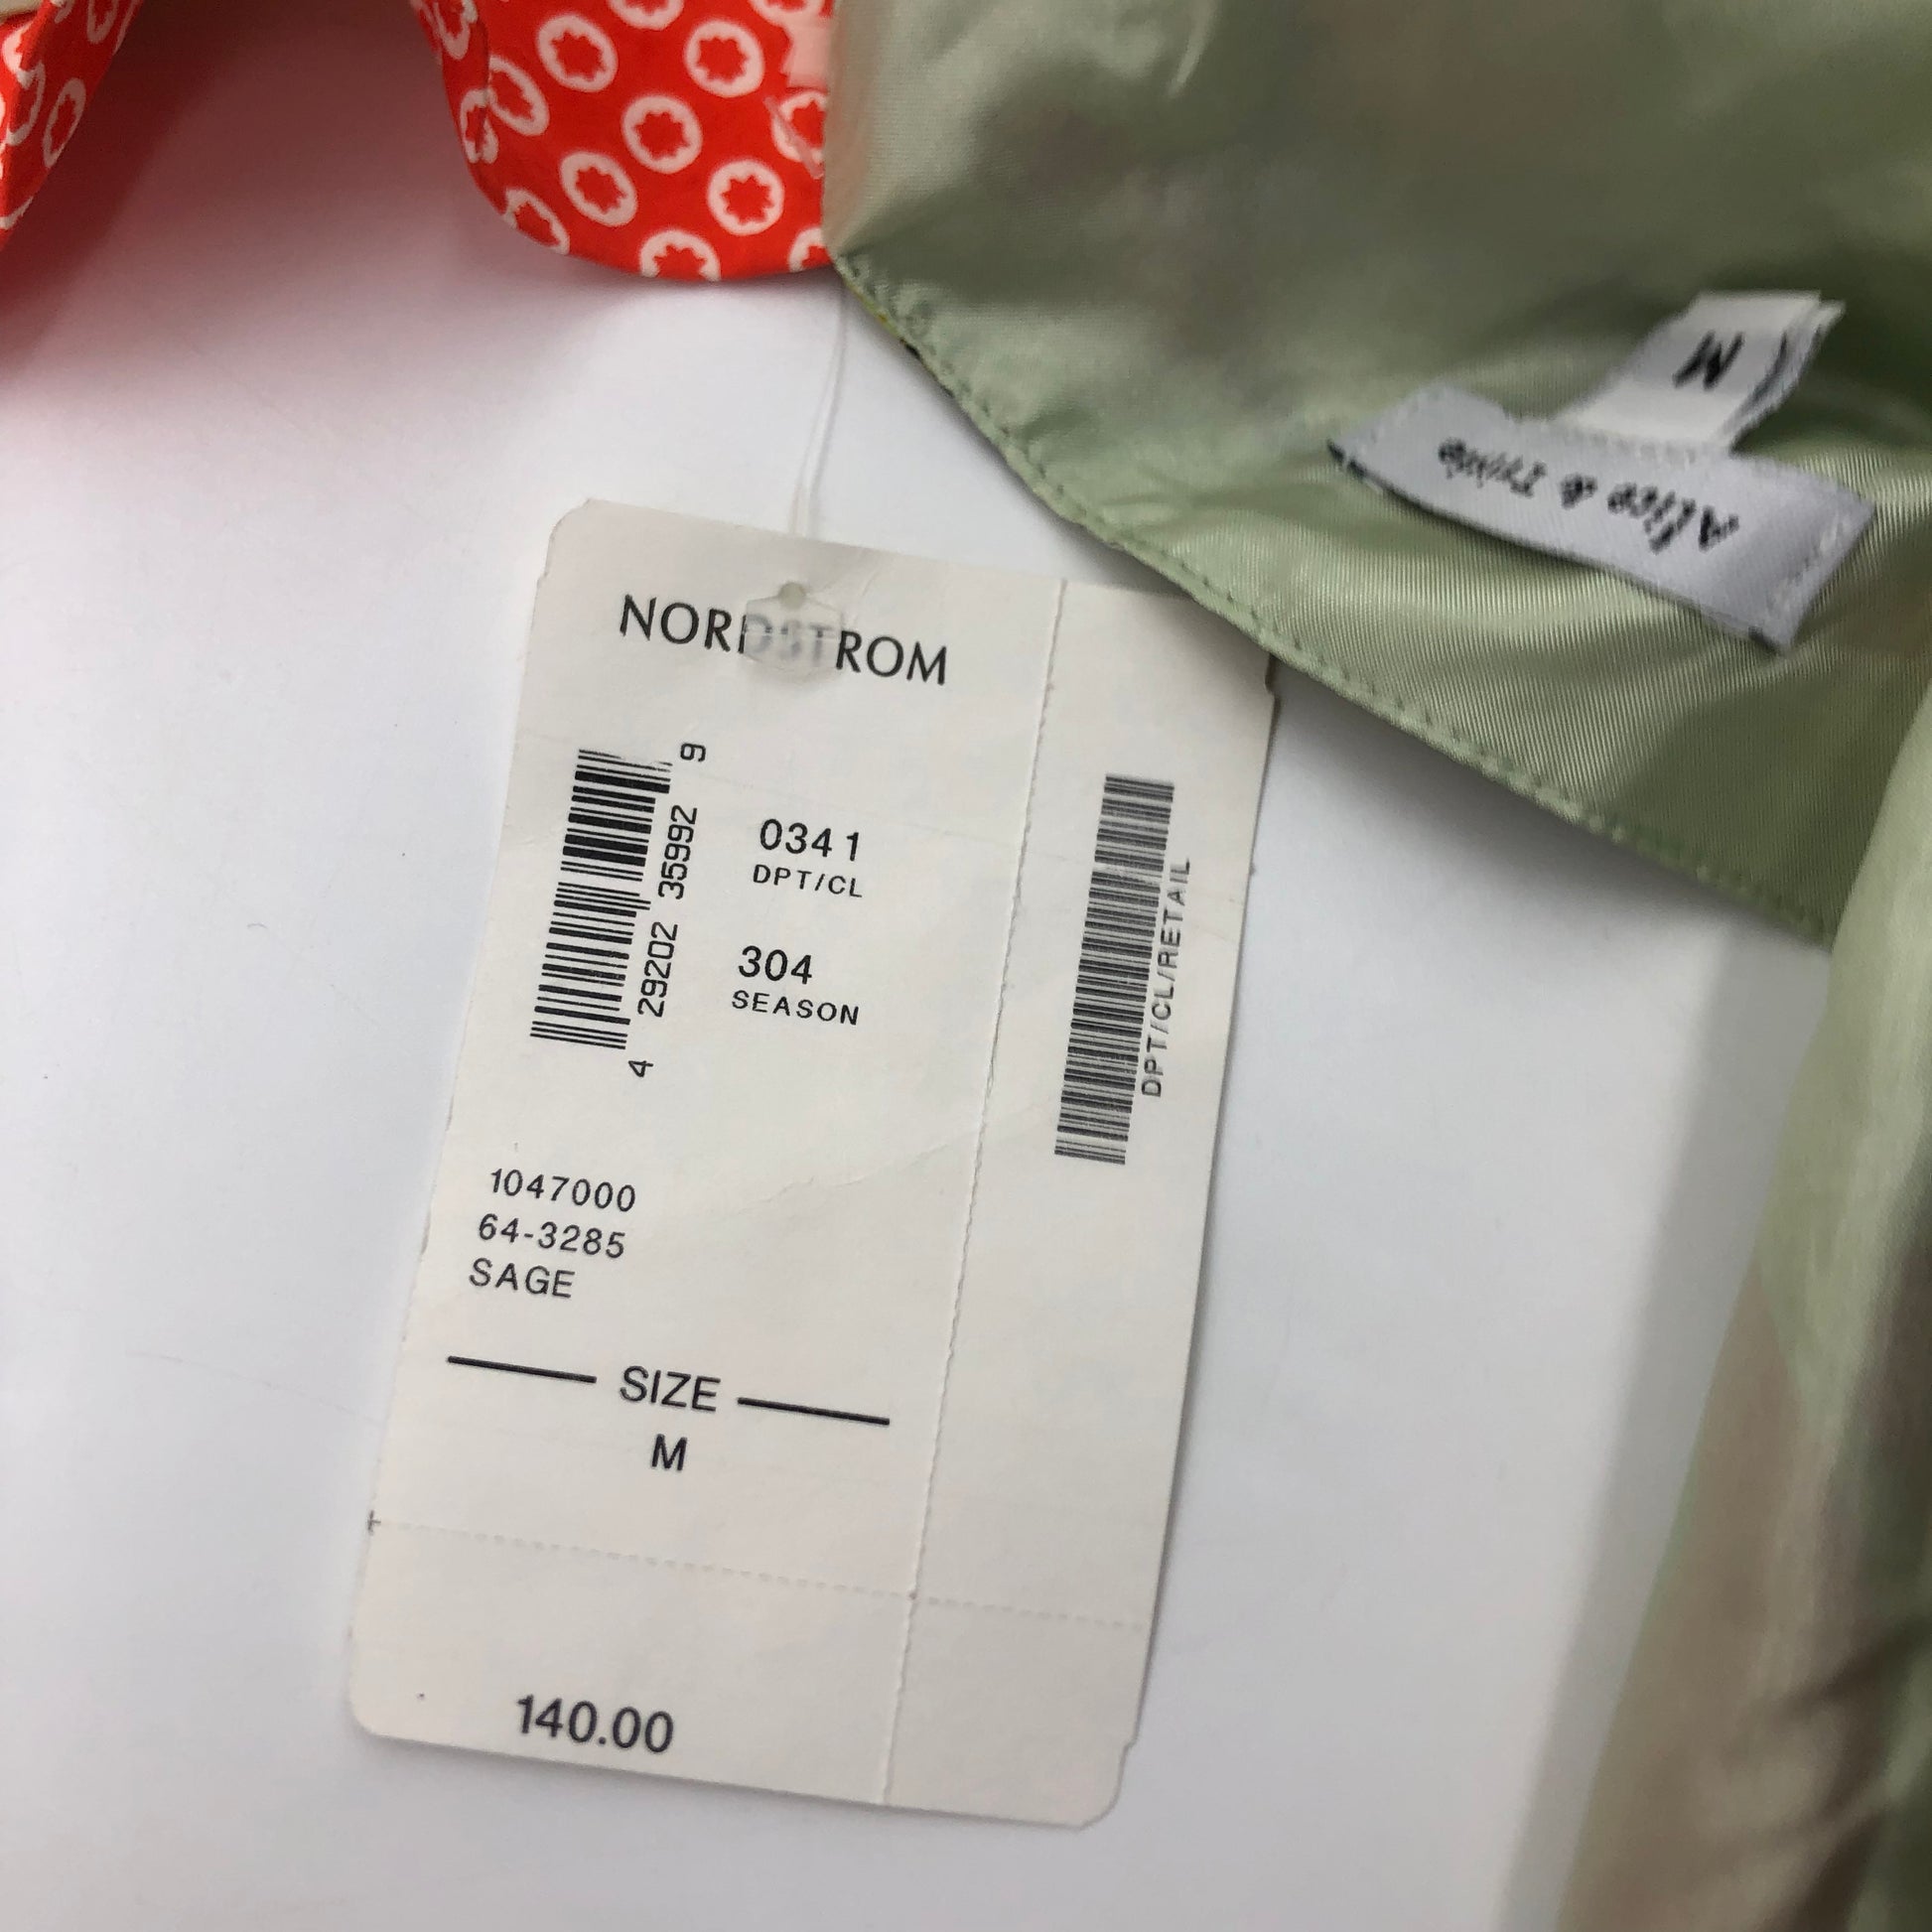 NORDSTROM
4 29202 35992 9
0341
DPT/CL
304
SEASON
DPT/CL/RETAIL
1047000
64-3285
SAGE
SIZE
M
140.00
M
Alice & Trixie